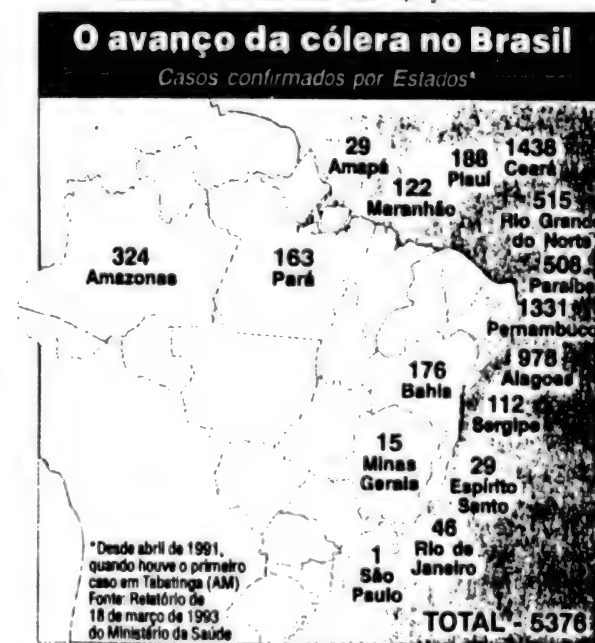 O avanço da cólera no Brasil
Casos confirmados por Estados*
29
Amapá
122
Maranhão
188
Piauí
1438
Ceará
515
Rio Grande
do Norte
506
Paraíba
1331
Pernambuco
978
Alagoas
112
Sergipe
324
Amazonas
163
Pará
176
Bahia
15
Minas
Gerais
29
Espírito
Santo
46
Rio de
Janeiro
1
São
Paulo
*Desde abril de 1991,
quando houve o primeiro
caso em Tabatinga (AM)
Fonte: Relatório de
18 de março de 1993
do Ministério da Saúde
TOTAL - 5376